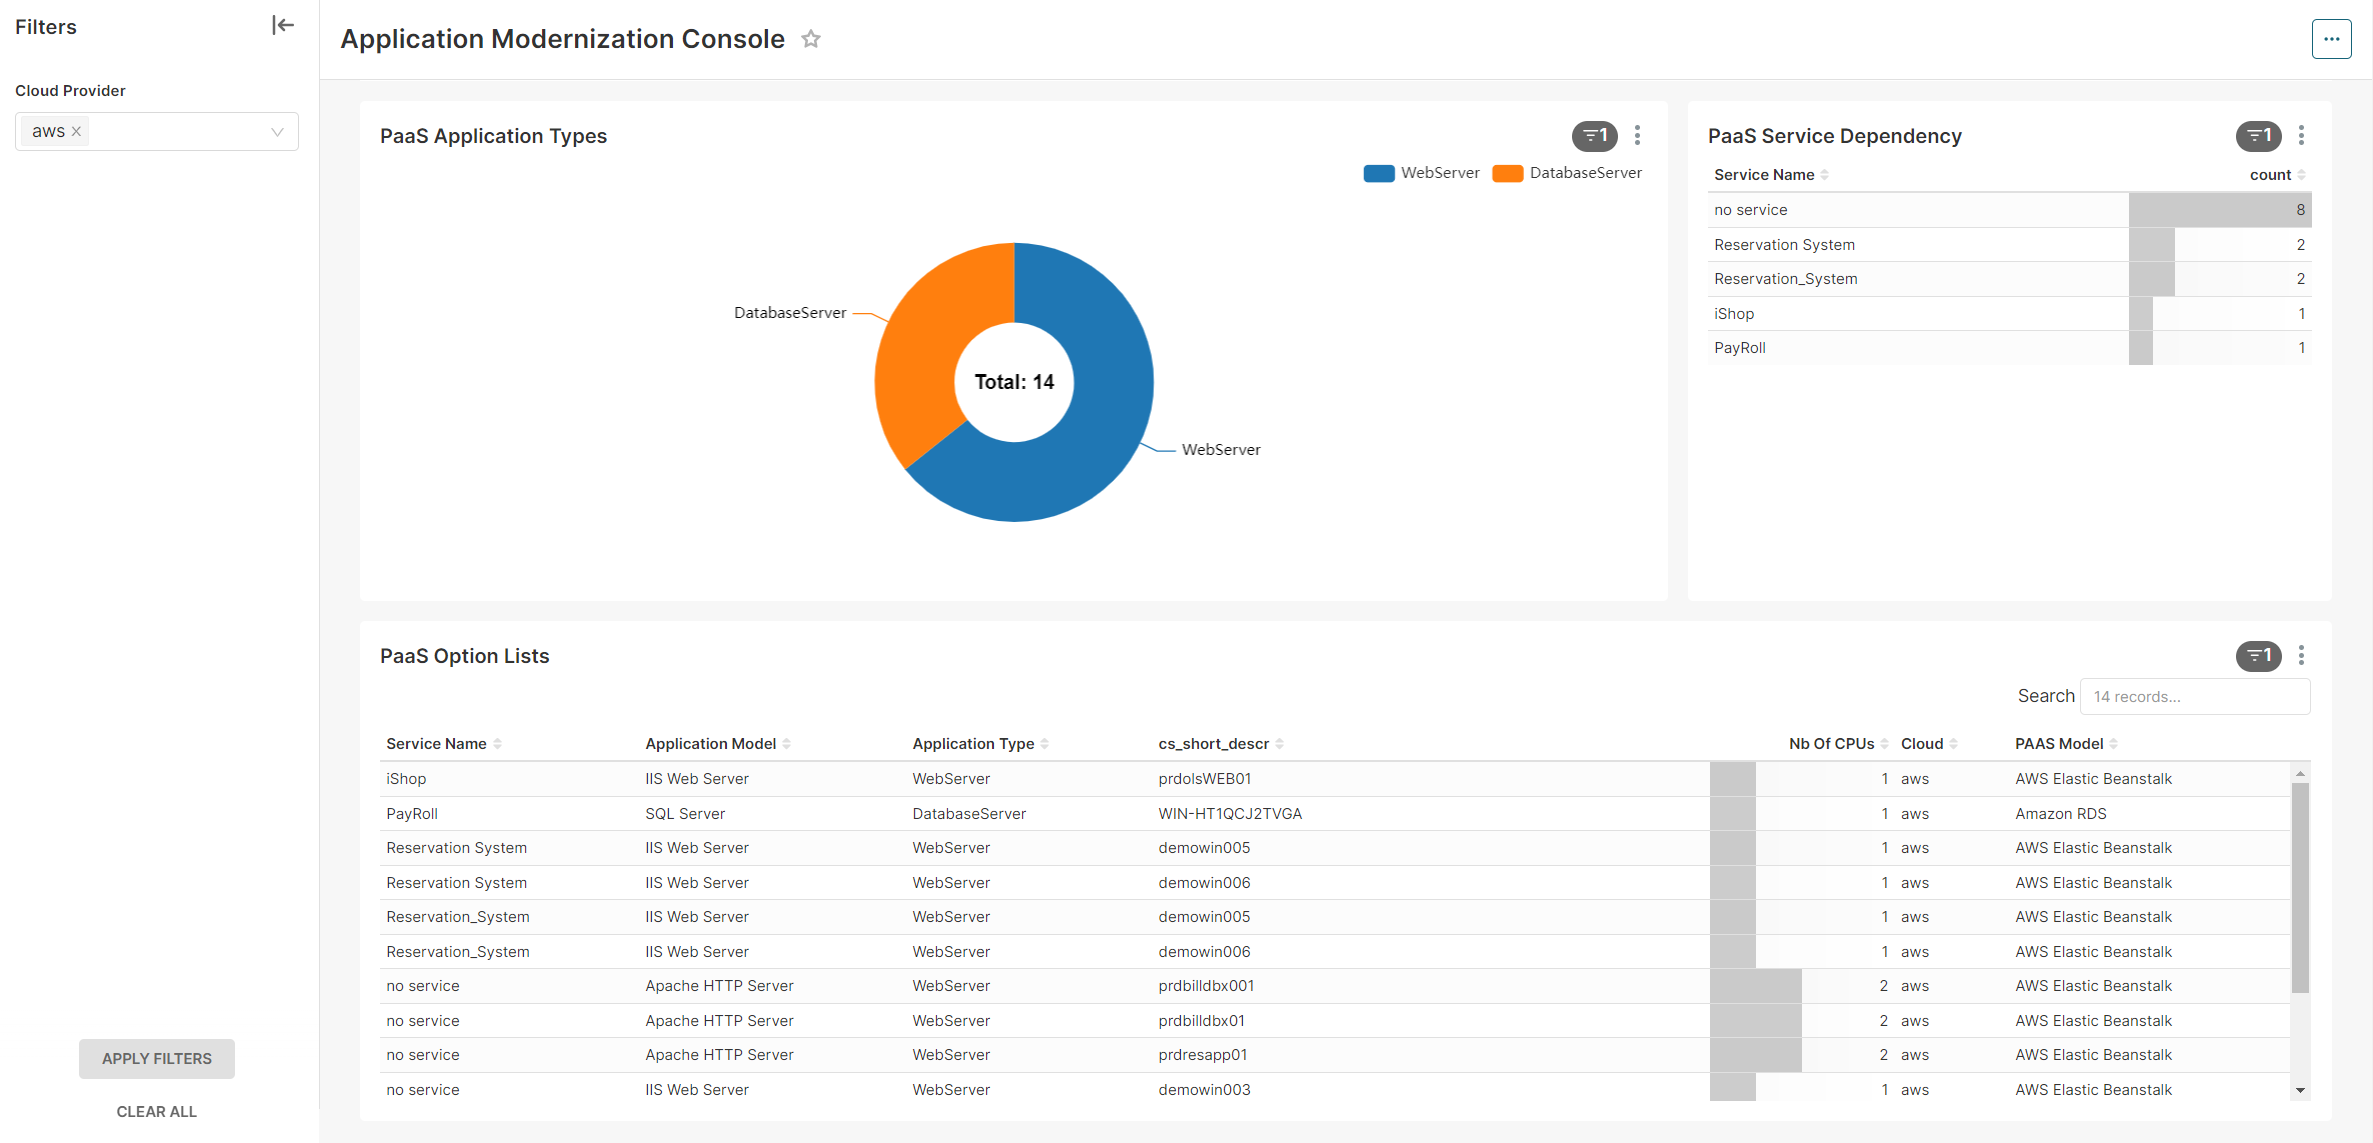 Filters
Cloud Provider
aws
APPLY FILTERS
CLEAR ALL
Application Modernization Console
PaaS Application Types
1
WebServer DatabaseServer
DatabaseServer
Total: 14
WebServer
PaaS Service Dependency
1
Service Name count
no service 8
Reservation System 2
Reservation_System 2
iShop 1
PayRoll 1
PaaS Option Lists
1
Search 14 records...
Service Name Application Model Application Type cs_short_descr Nb Of CPUs Cloud PAAS Model
iShop IIS Web Server WebServer prdolsWEB01 1 aws AWS Elastic Beanstalk
PayRoll SQL Server DatabaseServer WIN-HT1QCJ2TVGA 1 aws Amazon RDS
Reservation System IIS Web Server WebServer demowin005 1 aws AWS Elastic Beanstalk
Reservation System IIS Web Server WebServer demowin006 1 aws AWS Elastic Beanstalk
Reservation_System IIS Web Server WebServer demowin005 1 aws AWS Elastic Beanstalk
Reservation_System IIS Web Server WebServer demowin006 1 aws AWS Elastic Beanstalk
no service Apache HTTP Server WebServer prdbilldbx001 2 aws AWS Elastic Beanstalk
no service Apache HTTP Server WebServer prdbilldbx01 2 aws AWS Elastic Beanstalk
no service Apache HTTP Server WebServer prdresapp01 2 aws AWS Elastic Beanstalk
no service IIS Web Server WebServer demowin003 1 aws AWS Elastic Beanstalk